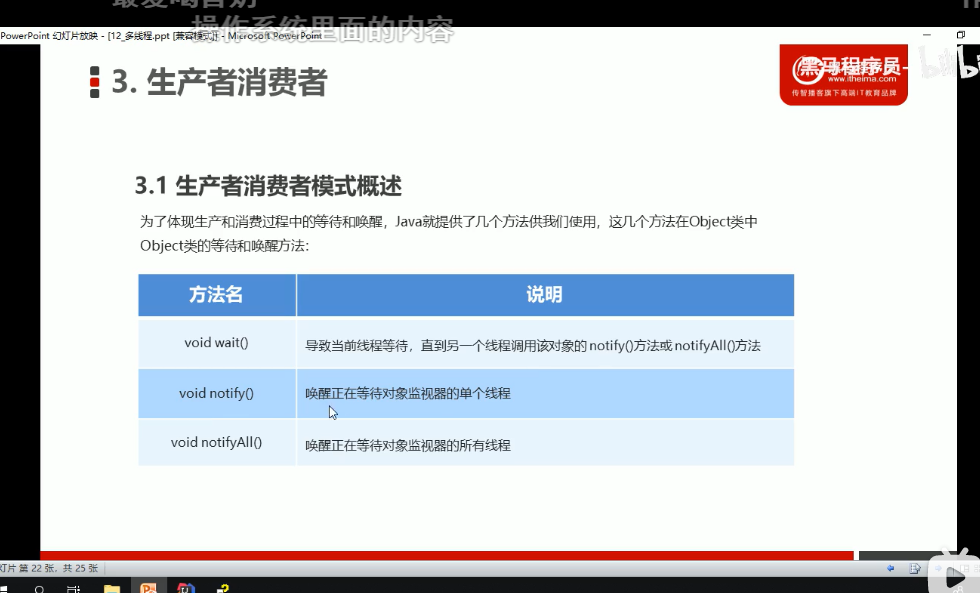 操作系统里面的内容
PowerPoint 幻灯片放映 - [12_多线程.ppt [兼容模式]] - Microsoft PowerPoint
3. 生产者消费者
黑马程序员
www.itheima.com
传智播客旗下高端IT教育品牌
3.1 生产者消费者模式概述
为了体现生产和消费过程中的等待和唤醒，Java就提供了几个方法供我们使用，这几个方法在Object类中
Object类的等待和唤醒方法：
方法名 说明
void wait() 导致当前线程等待，直到另一个线程调用该对象的 notify()方法或 notifyAll()方法
void notify() 唤醒正在等待对象监视器的单个线程
void notifyAll() 唤醒正在等待对象监视器的所有线程
灯片 第 22 张，共 25 张